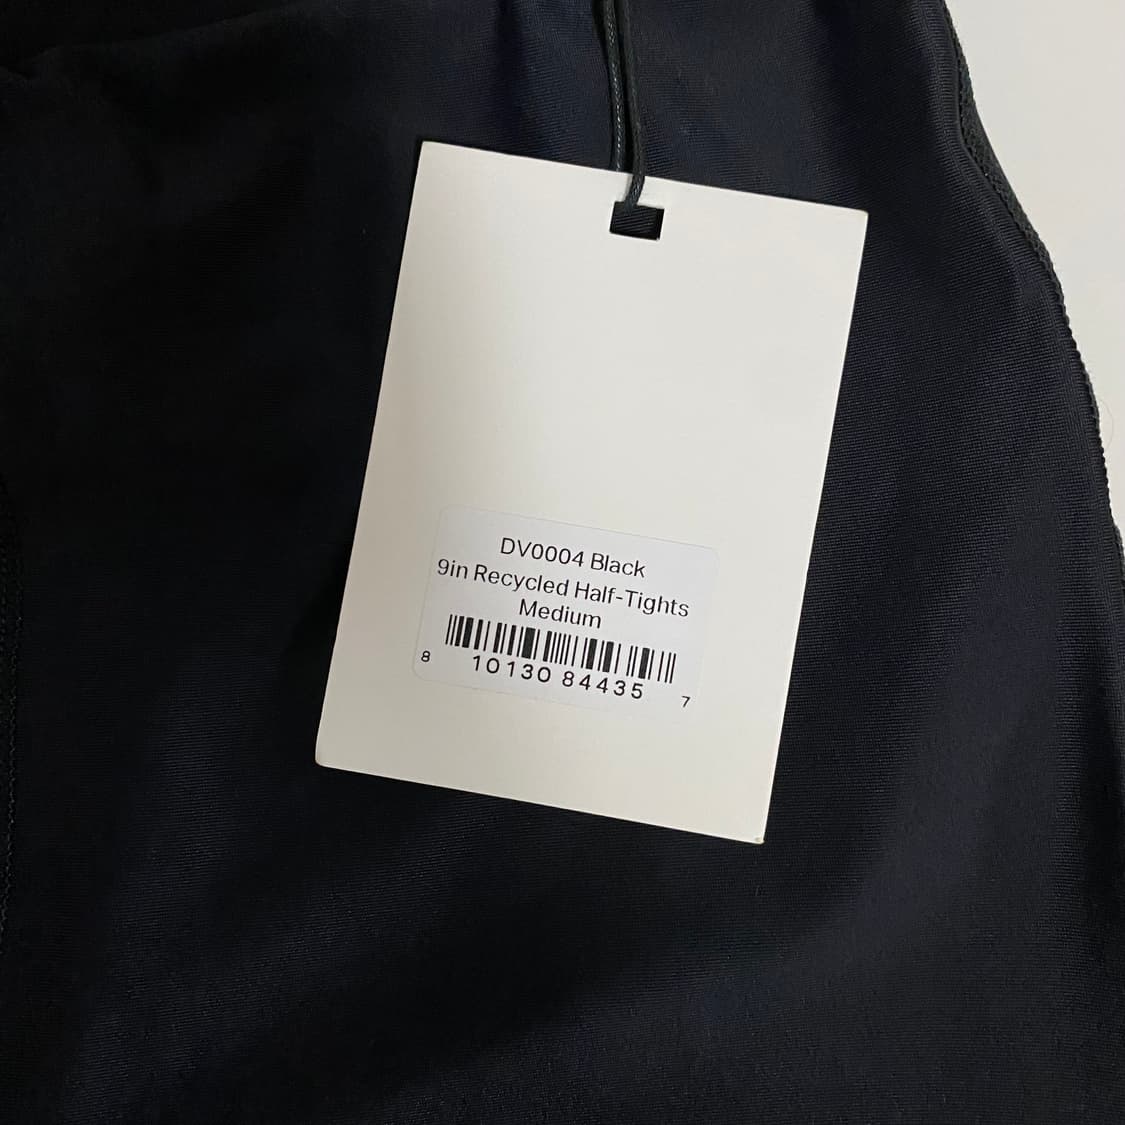 DV0004 Black
9in Recycled Half-Tights
Medium
8 10130 84435 7